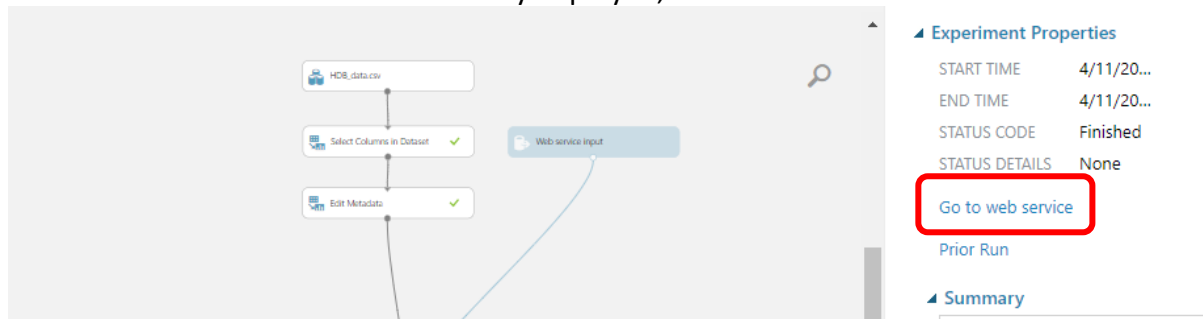 HDB_data.csv
Select Columns in Dataset
Web service input
Edit Metadata
Experiment Properties
START TIME 4/11/20...
END TIME 4/11/20...
STATUS CODE Finished
STATUS DETAILS None
Go to web service
Prior Run
Summary